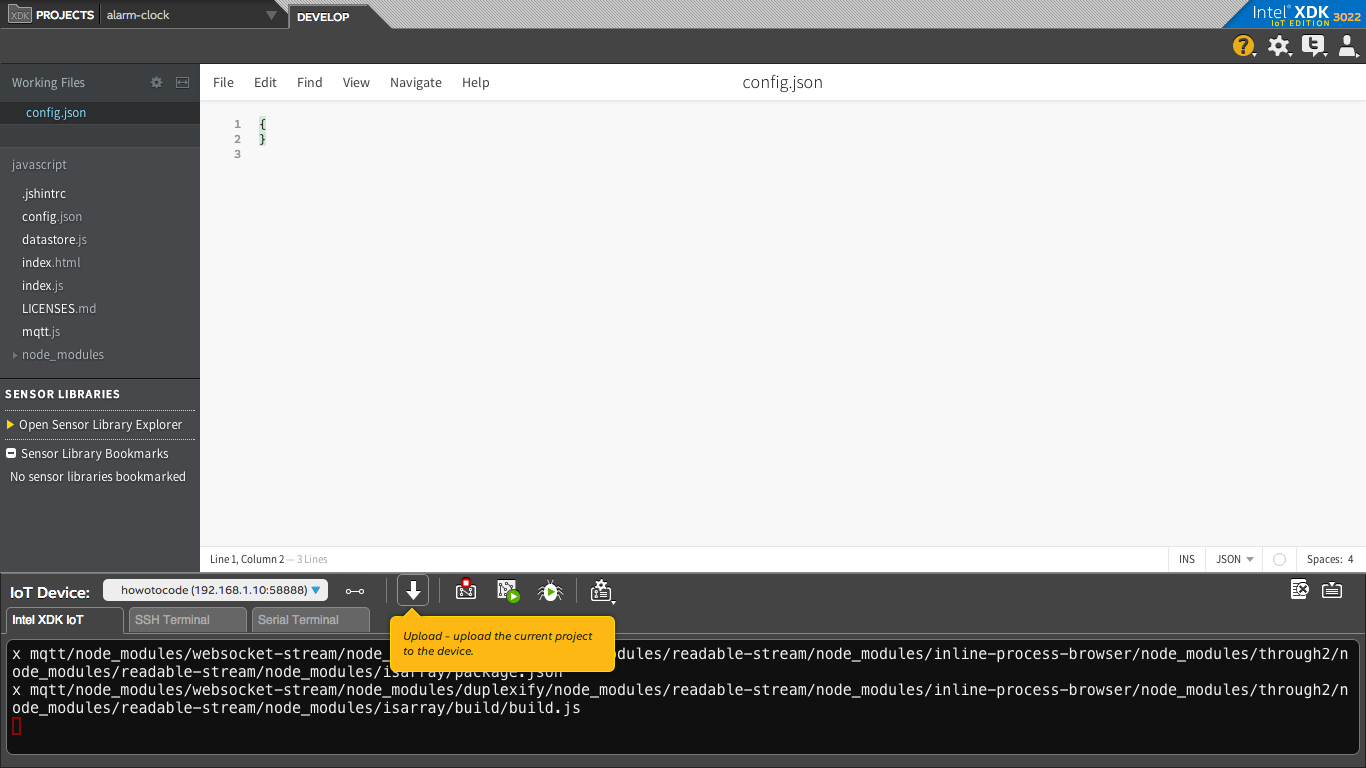 XDK PROJECTS alarm-clock DEVELOP
Intel® XDK
IoT EDITION 3022
Working Files
config.json
javascript
.jshintrc
config.json
datastore.js
index.html
index.js
LICENSES.md
mqtt.js
node_modules
SENSOR LIBRARIES
Open Sensor Library Explorer
Sensor Library Bookmarks
No sensor libraries bookmarked
File Edit Find View Navigate Help config.json
1 {
2 }
3
Line 1, Column 2 — 3 Lines INS JSON Spaces: 4
IoT Device: howotocode (192.168.1.10:58888)
Intel XDK IoT SSH Terminal Serial Terminal
Upload - upload the current project
to the device.
x mqtt/node_modules/websocket-stream/node_ dules/readable-stream/node_modules/inline-process-browser/node_modules/through2/n
ode_modules/readable-stream/node_modules/isarray/package.json
x mqtt/node_modules/websocket-stream/node_modules/duplexify/node_modules/readable-stream/node_modules/inline-process-browser/node_modules/through2/n
ode_modules/readable-stream/node_modules/isarray/build/build.js